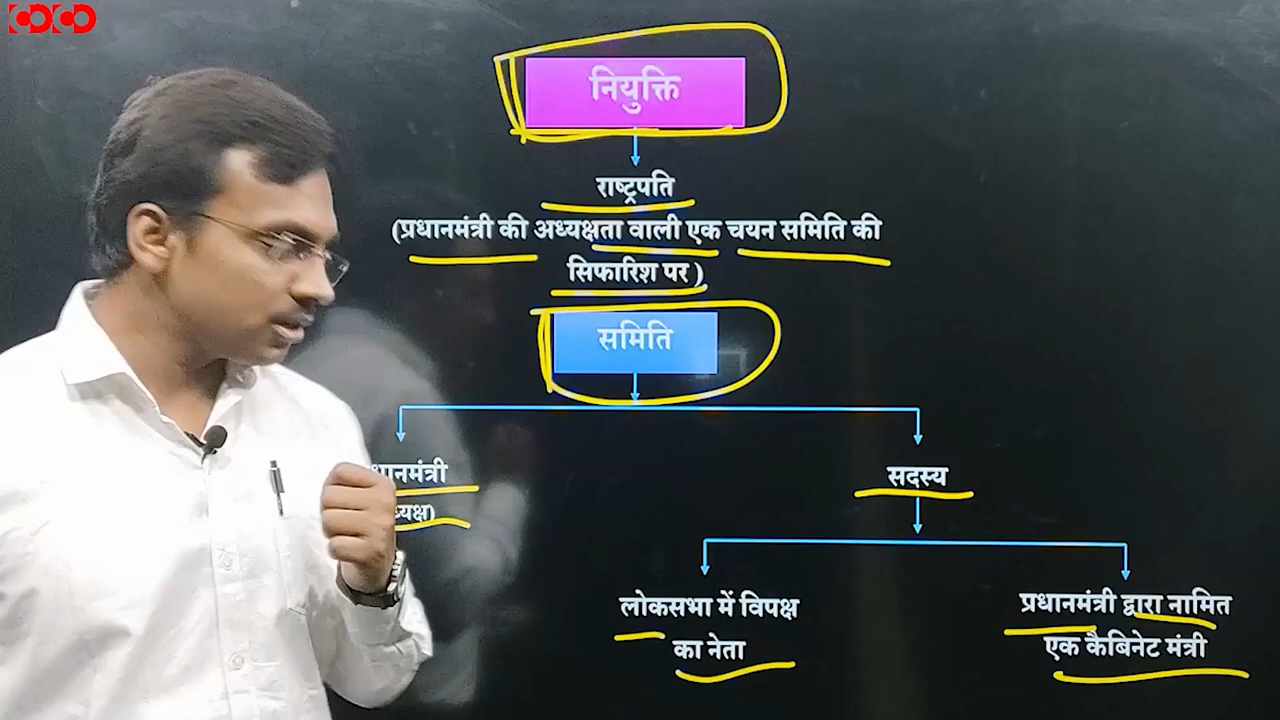 नियुक्ति
राष्ट्रपति
(प्रधानमंत्री की अध्यक्षता वाली एक चयन समिति की
सिफारिश पर )
समिति
सदस्य
लोकसभा में विपक्ष
का नेता
प्रधानमंत्री द्वारा नामित
एक कैबिनेट मंत्री